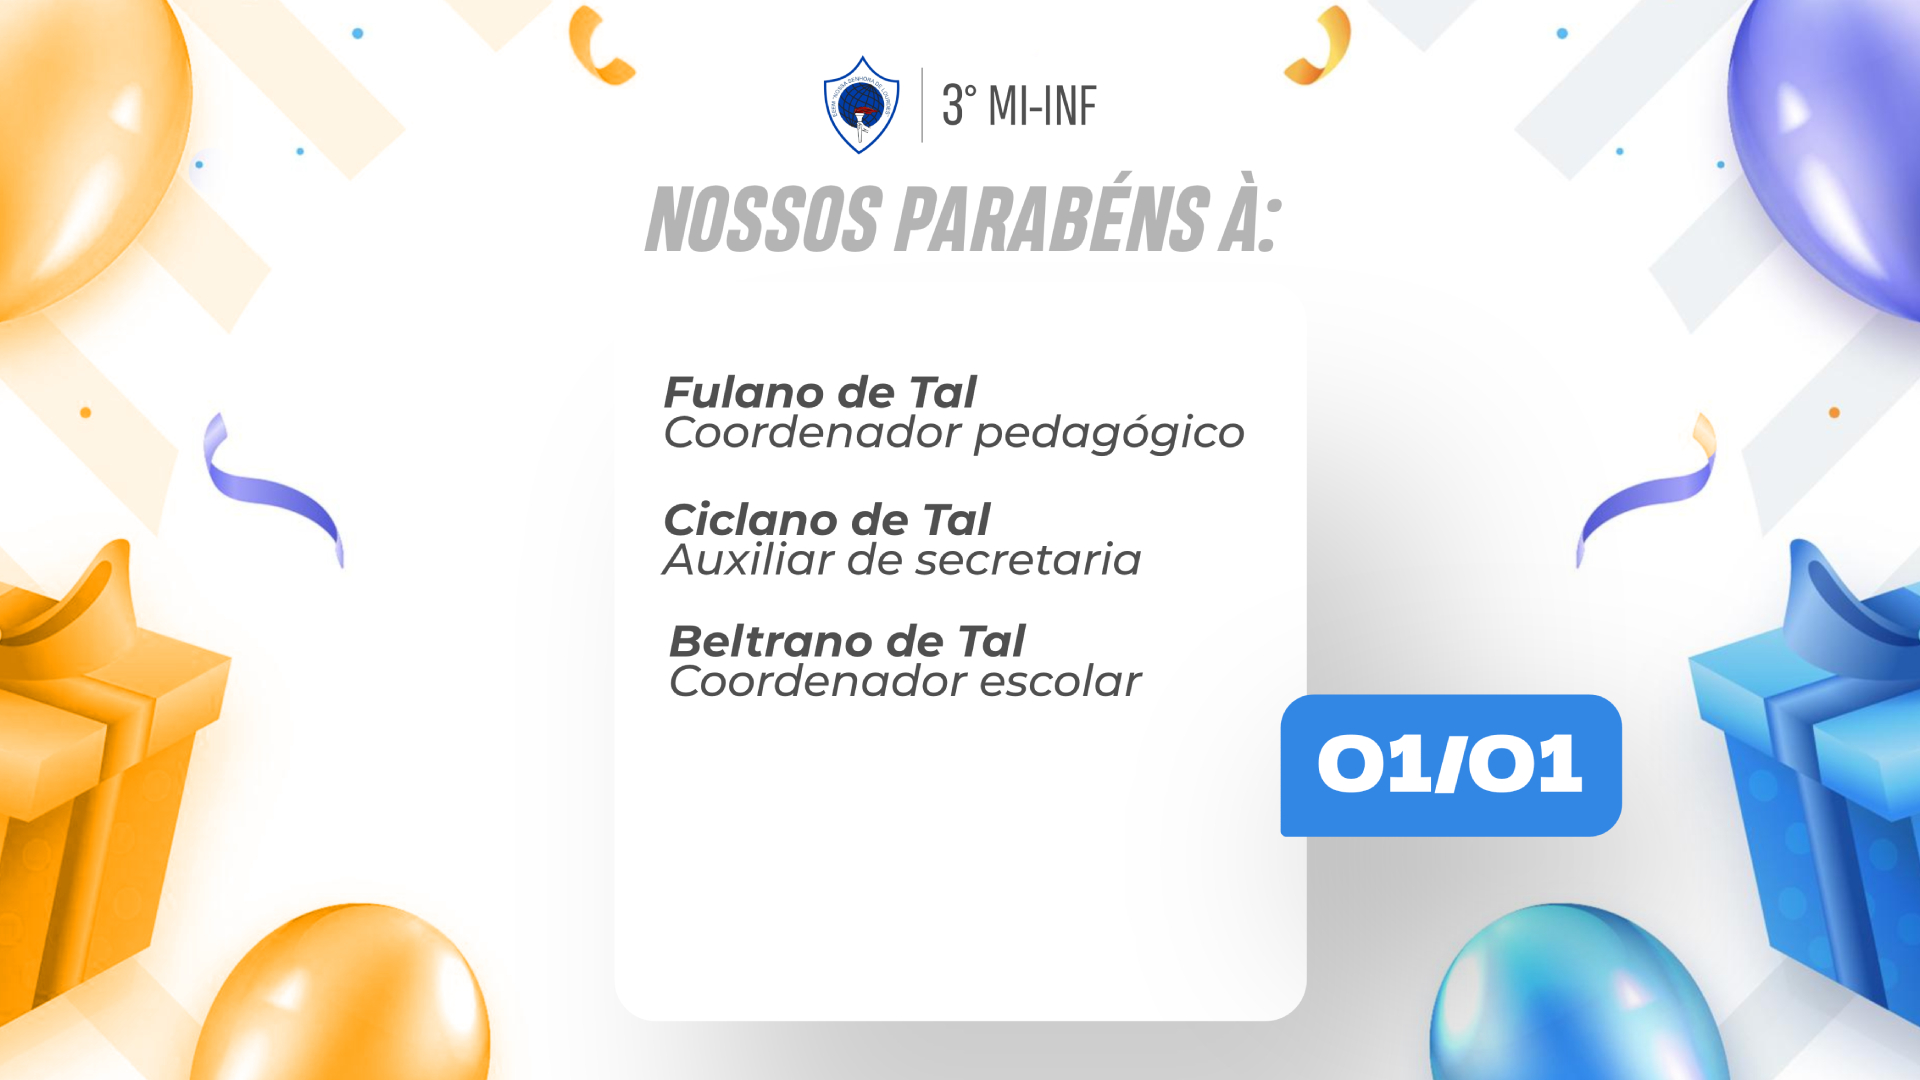 3° MI-INF
NOSSOS PARABÉNS À:
Fulano de Tal
Coordenador pedagógico
Ciclano de Tal
Auxiliar de secretaria
Beltrano de Tal
Coordenador escolar
01/01